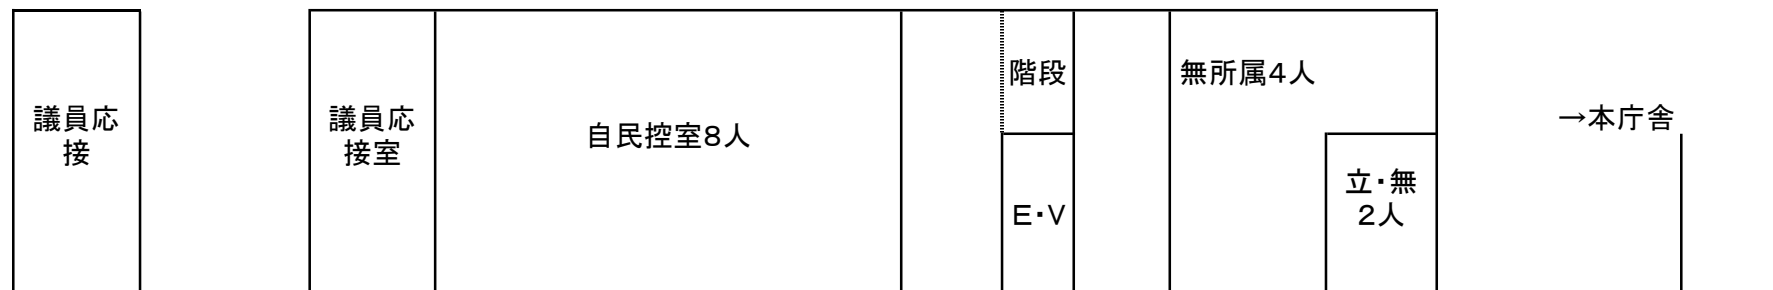 議員応
接
議員応
接室
自民控室8人
階段
E・V
無所属4人
立・無
2人
→本庁舎